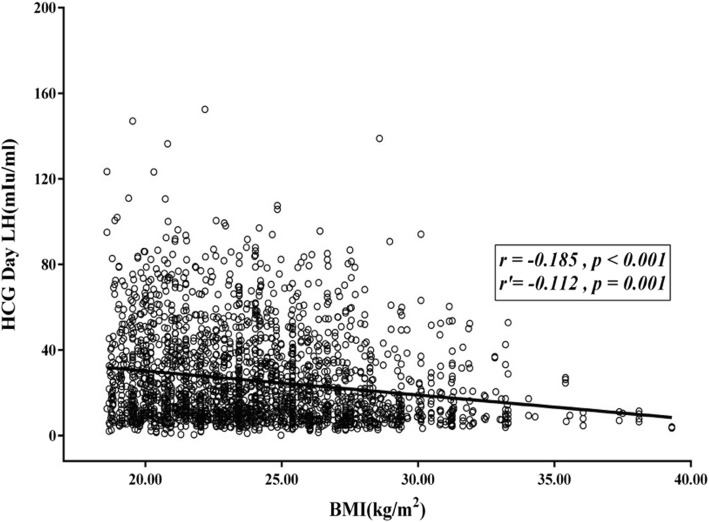 200
160
120
80
40
0
HCG Day LH(mIu/ml)
r = -0.185 , p < 0.001
r'= -0.112 , p = 0.001
20.00 25.00 30.00 35.00 40.00
BMI(kg/m²)